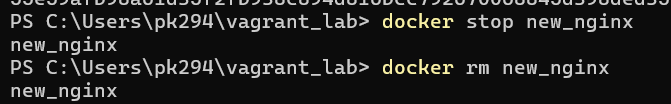 PS C:\Users\pk294\vagrant_lab> docker stop new_nginx
new_nginx
PS C:\Users\pk294\vagrant_lab> docker rm new_nginx
new_nginx